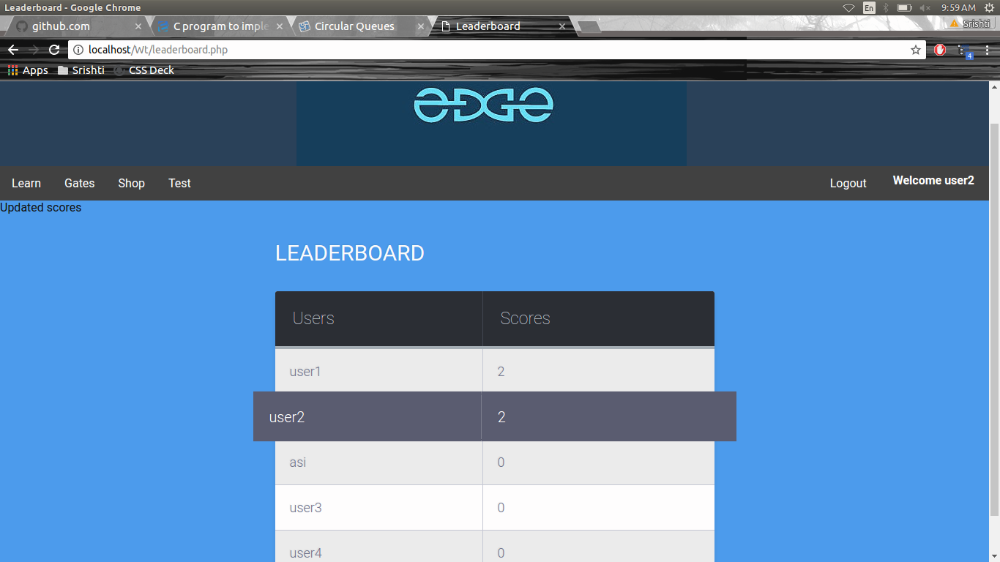 Leaderboard - Google Chrome
En
9:59 AM
github.com
C program to imple
Circular Queues
Leaderboard
Srishti
localhost/Wt/leaderboard.php
4
Apps
Srishti
CSS Deck
eDGe
Learn
Gates
Shop
Test
Logout
Welcome user2
Updated scores
LEADERBOARD
Users
Scores
user1
2
user2
2
asi
0
user3
0
user4
0